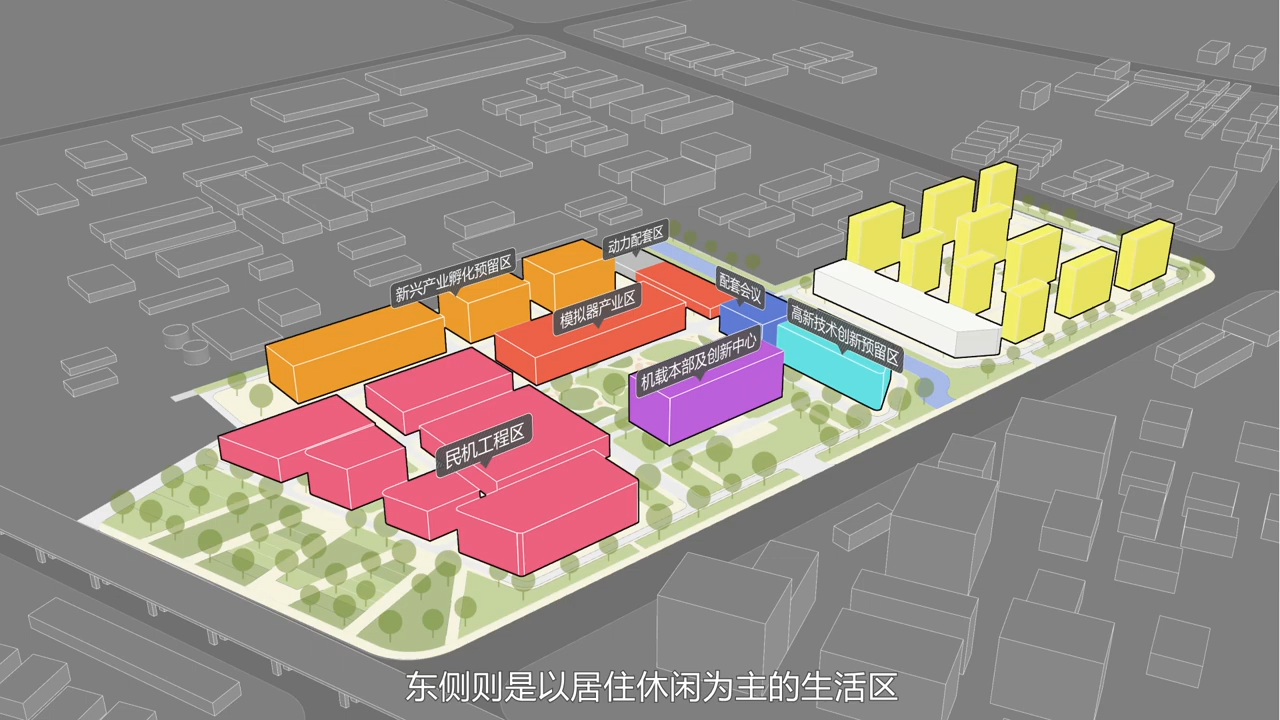 动力配套区
新兴产业孵化预留区
配套会议
模拟器产业区
高新技术创新预留区
机载本部及创新中心
民机工程区
东侧则是以居住休闲为主的生活区